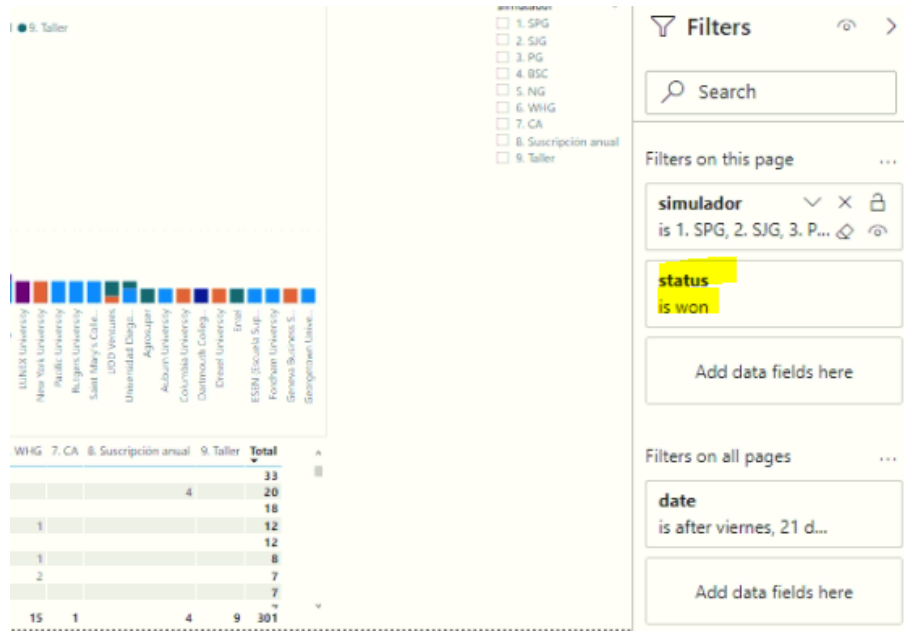 9. Taller
simulador
1. SPG
2. SJG
3. PG
4. BSC
5. NG
6. WHG
7. CA
8. Suscripción anual
9. Taller
LUNEX University
New York University
Pacific University
Rutgers University
Saint Mary's Colle...
UDD Ventures
Universidad Diego...
Agrosuper
Auburn University
Columbia University
Dartmouth Colleg...
Drexel University
Entel
ESEN (Escuela Sup...
Fordham University
Geneva Business S...
Georgetown Unive...
WHG 7. CA 8. Suscripción anual 9. Taller Total
33
4 20
18
1 12
12
1 8
2 7
7
15 1 4 9 301
Filters
Search
Filters on this page ...
simulador
is 1. SPG, 2. SJG, 3. P...
status
is won
Add data fields here
Filters on all pages ...
date
is after viernes, 21 d...
Add data fields here